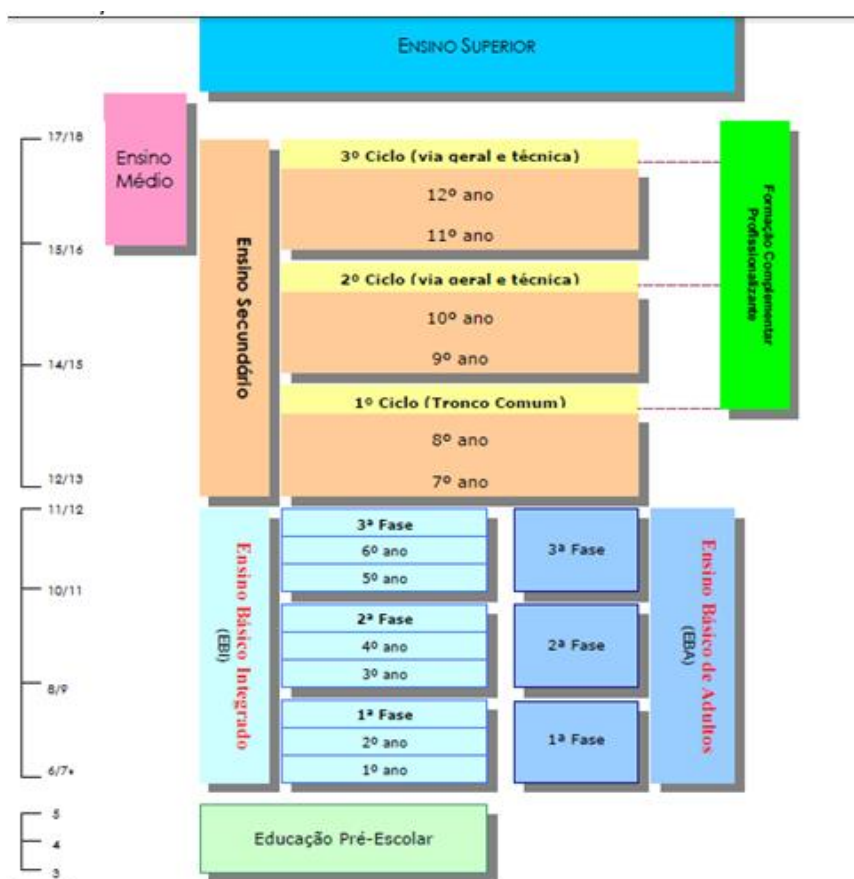 ENSINO SUPERIOR
17/18
Ensino
Médio
3º Ciclo (via geral e técnica)
12º ano
11º ano
15/16
Ensino Secundário
Formação Complementar
Profissionalizante
2º Ciclo (via geral e técnica)
10º ano
9º ano
14/15
1º Ciclo (Tronco Comum)
8º ano
7º ano
12/13
11/12
Ensino Básico Integrado
(EBI)
3ª Fase
6º ano
5º ano
3ª Fase
Ensino Básico de Adultos
(EBA)
10/11
2ª Fase
4º ano
3º ano
2ª Fase
8/9
1ª Fase
2º ano
1º ano
1ª Fase
6/7*
5
4
3
Educação Pré-Escolar